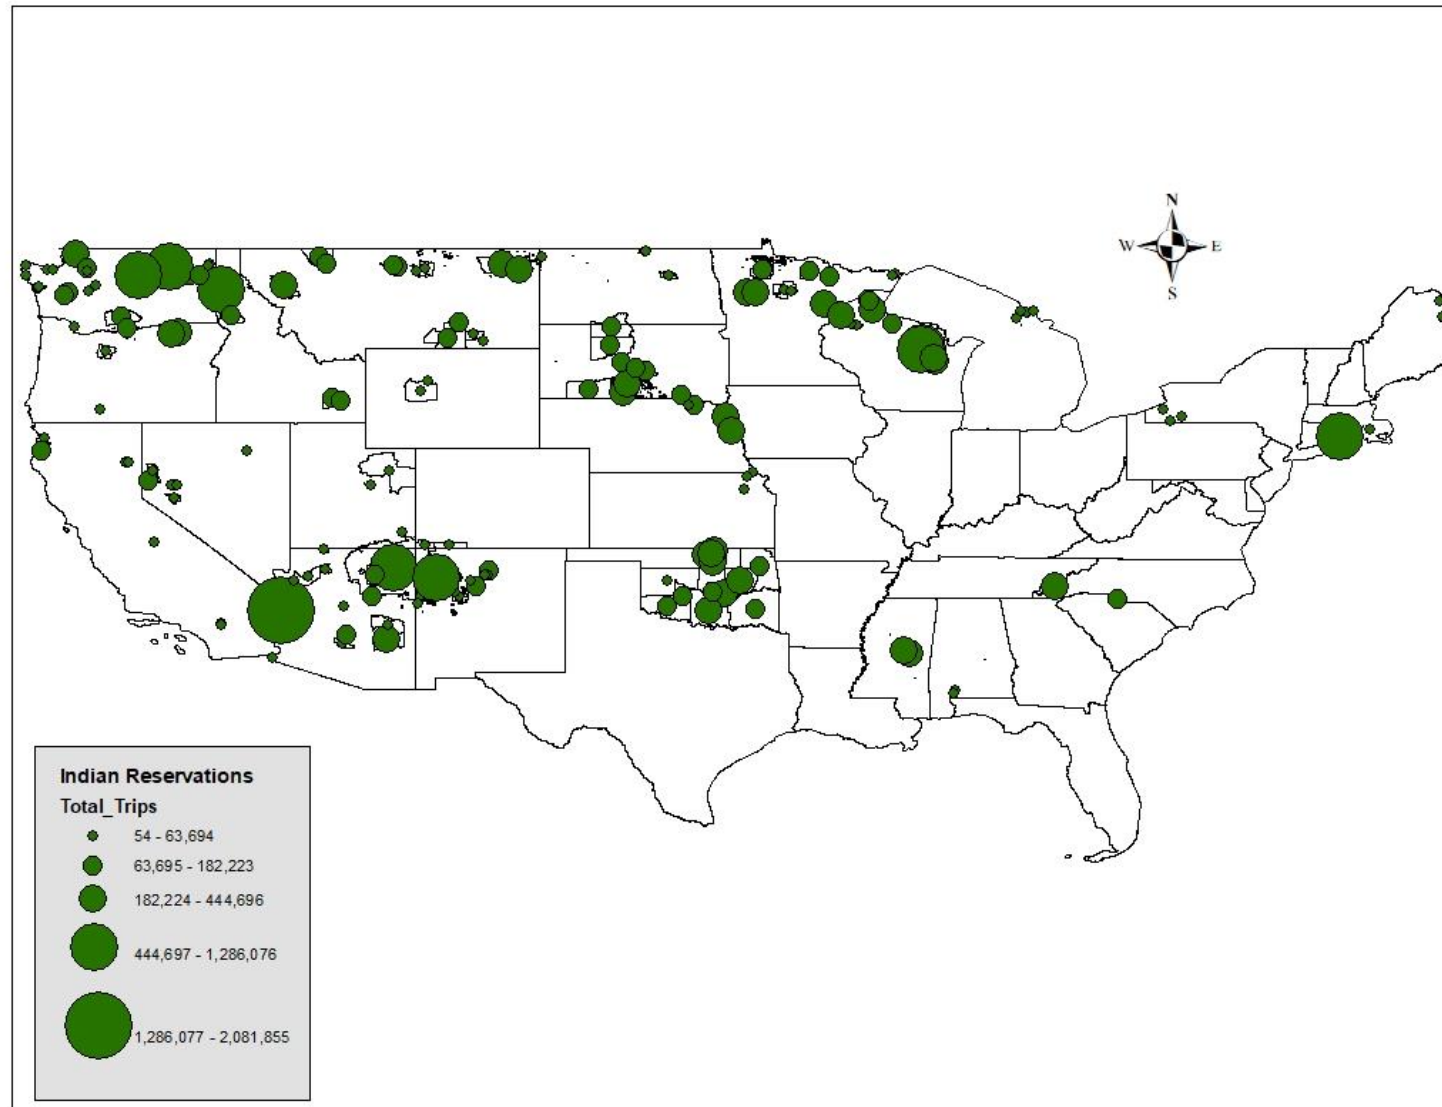 N
W E
S
Indian Reservations
Total_Trips
54 - 63,694
63,695 - 182,223
182,224 - 444,696
444,697 - 1,286,076
1,286,077 - 2,081,855